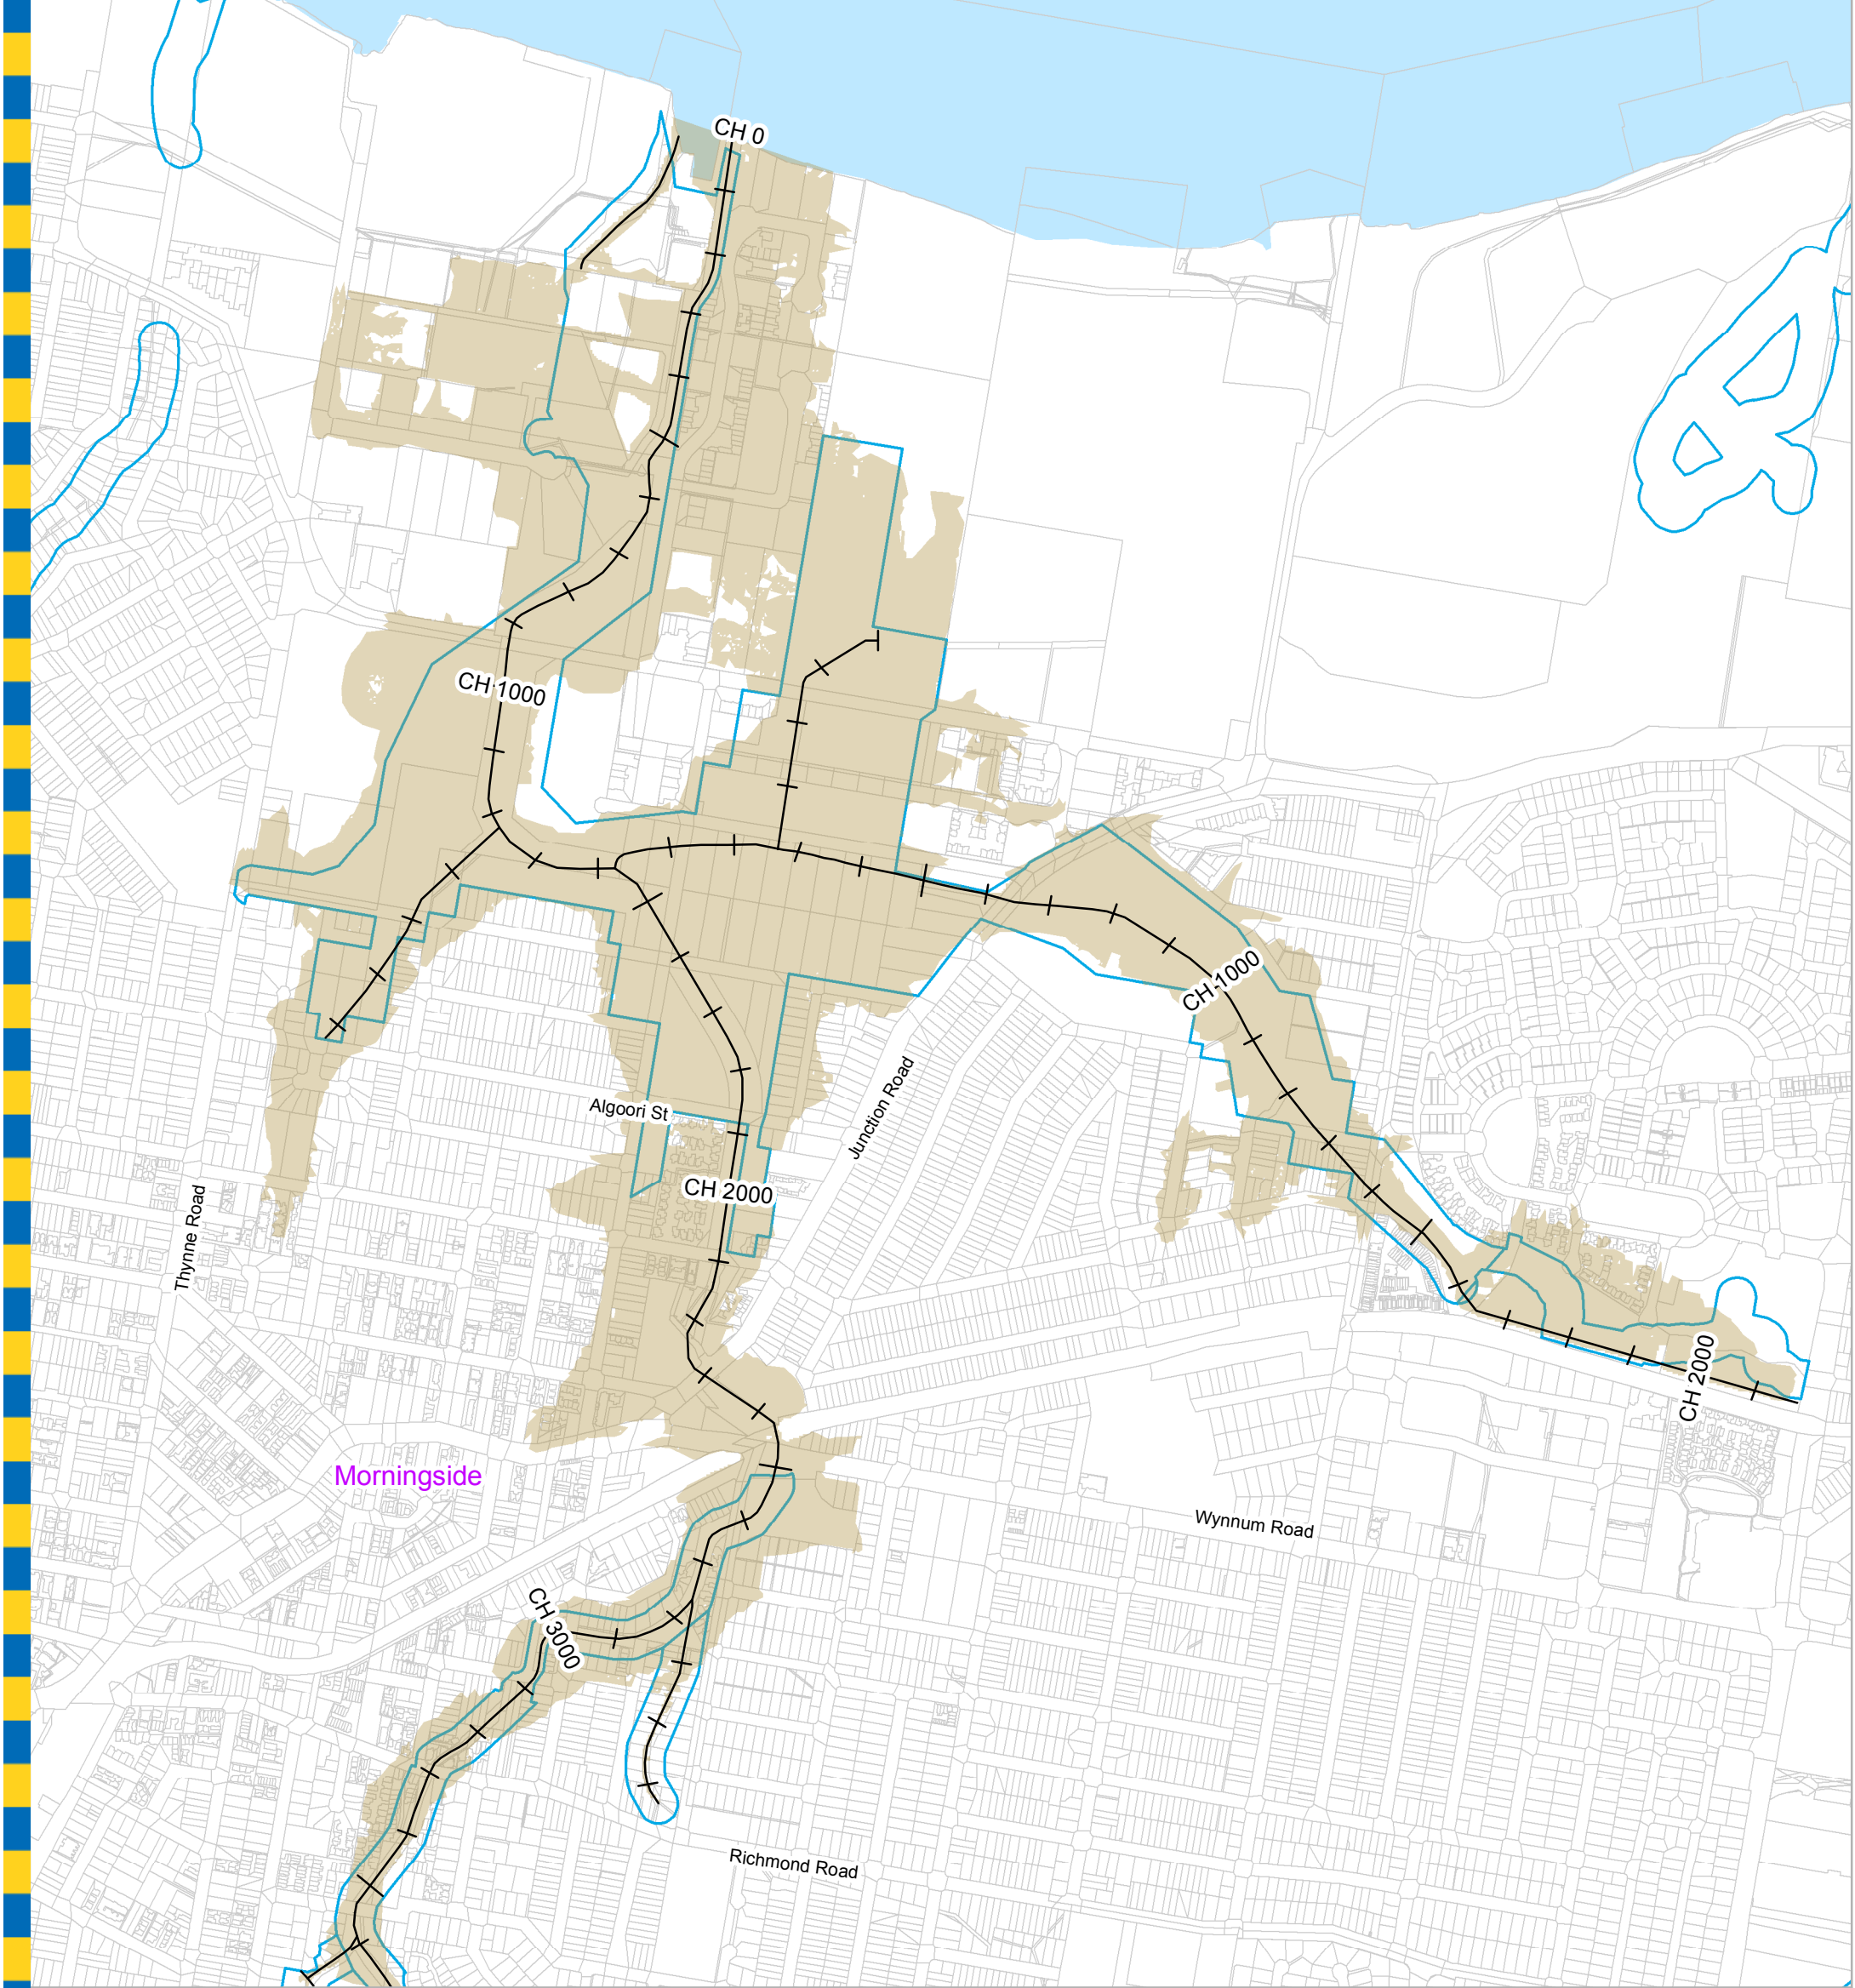 CH 0
CH 1000
CH 1000
Junction Road
Algoori St
CH 2000
Thynne Road
CH 2000
Morningside
Wynnum Road
CH 3000
Richmond Road